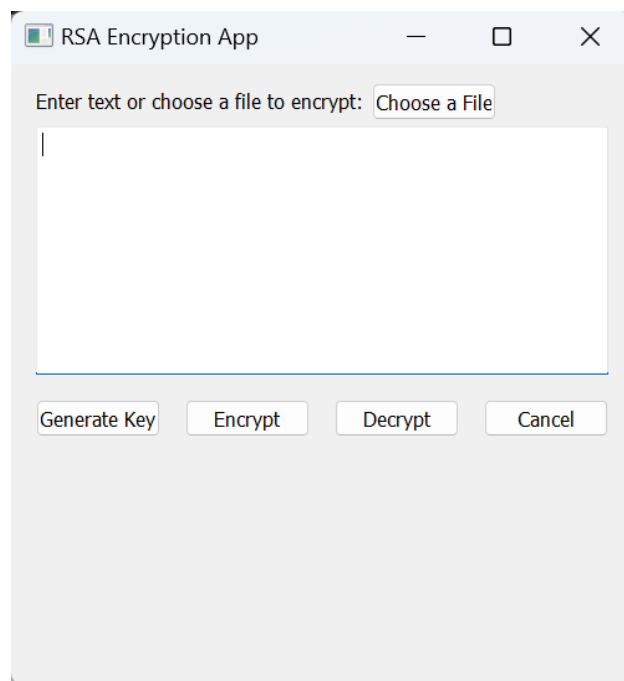 RSA Encryption App
Enter text or choose a file to encrypt: Choose a File
Generate Key Encrypt Decrypt Cancel